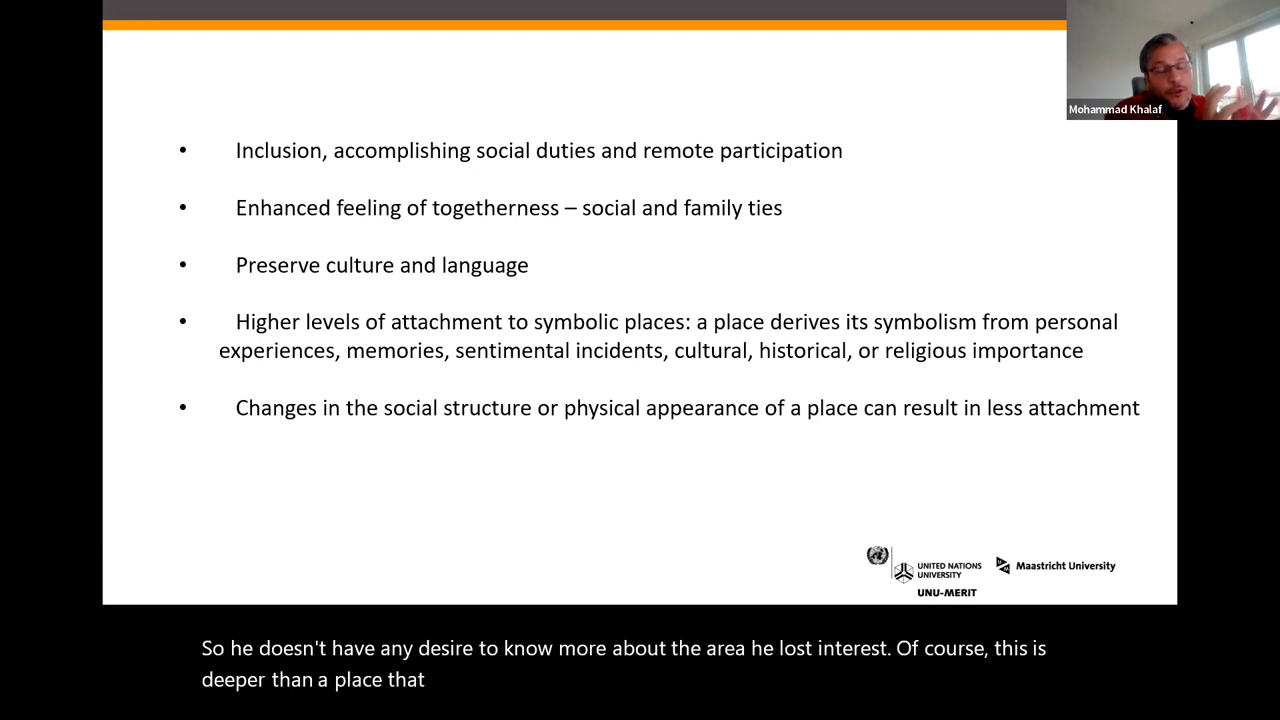 Mohammad Khalaf
• Inclusion, accomplishing social duties and remote participation
• Enhanced feeling of togetherness – social and family ties
• Preserve culture and language
• Higher levels of attachment to symbolic places: a place derives its symbolism from personal
experiences, memories, sentimental incidents, cultural, historical, or religious importance
• Changes in the social structure or physical appearance of a place can result in less attachment
UNITED NATIONS
UNIVERSITY
UNU-MERIT
Maastricht University
So he doesn't have any desire to know more about the area he lost interest. Of course, this is
deeper than a place that